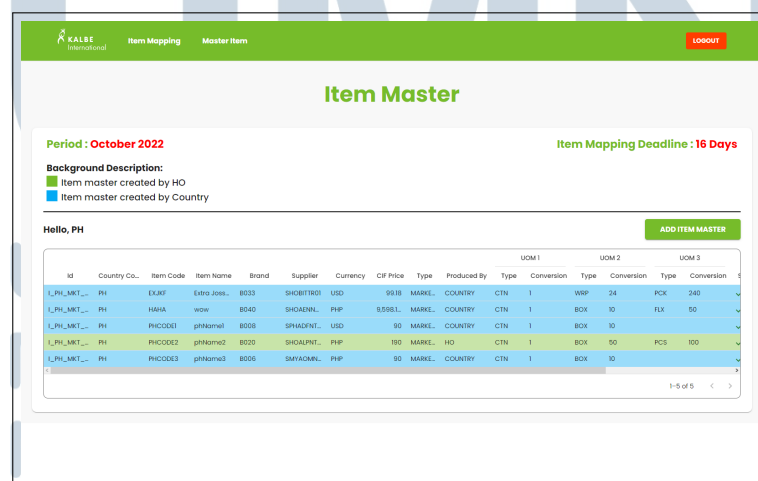 KALBE
International
Item Mapping Master Item LOGOUT
Item Master
Period : October 2022 Item Mapping Deadline : 16 Days
Background Description:
Item master created by HO
Item master created by Country
Hello, PH ADD ITEM MASTER
UOM 1 UOM 2 UOM 3
Id Country Co... Item Code Item Name Brand Supplier Currency CIF Price Type Produced By Type Conversion Type Conversion Type Conversion S
I_PH_MKT_... PH EXJKF Extra Joss... B033 SHOBITTR01 USD 99.18 MARKE... COUNTRY CTN 1 WRP 24 PCK 240
I_PH_MKT_... PH HAHA wow B040 SHOAENN... PHP 9,598.1... MARKE... COUNTRY CTN 1 BOX 10 FLX 50
I_PH_MKT_... PH PHCODE1 phName1 B008 SPHADFNT... USD 90 MARKE... COUNTRY CTN 1 BOX 10
I_PH_MKT_... PH PHCODE2 phName2 B020 SHOALPNT... PHP 190 MARKE... HO CTN 1 BOX 50 PCS 100
I_PH_MKT_... PH PHCODE3 phName3 B006 SMYAOMN... PHP 90 MARKE... COUNTRY CTN 1 BOX 10
1-5 of 5